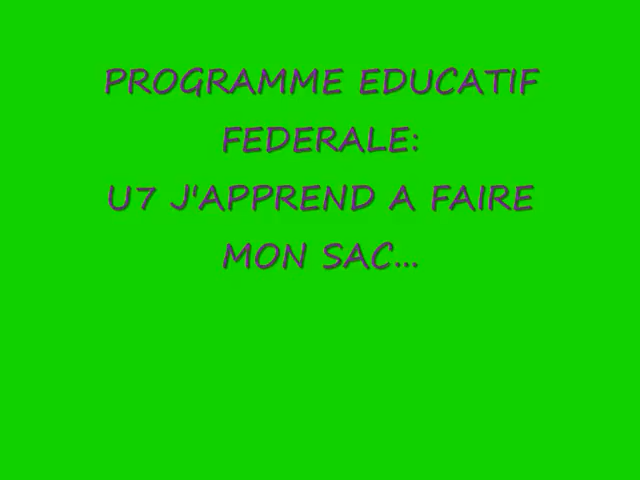 PROGRAMME EDUCATIF
FEDERALE:
U7 J'APPREND A FAIRE
MON SAC...